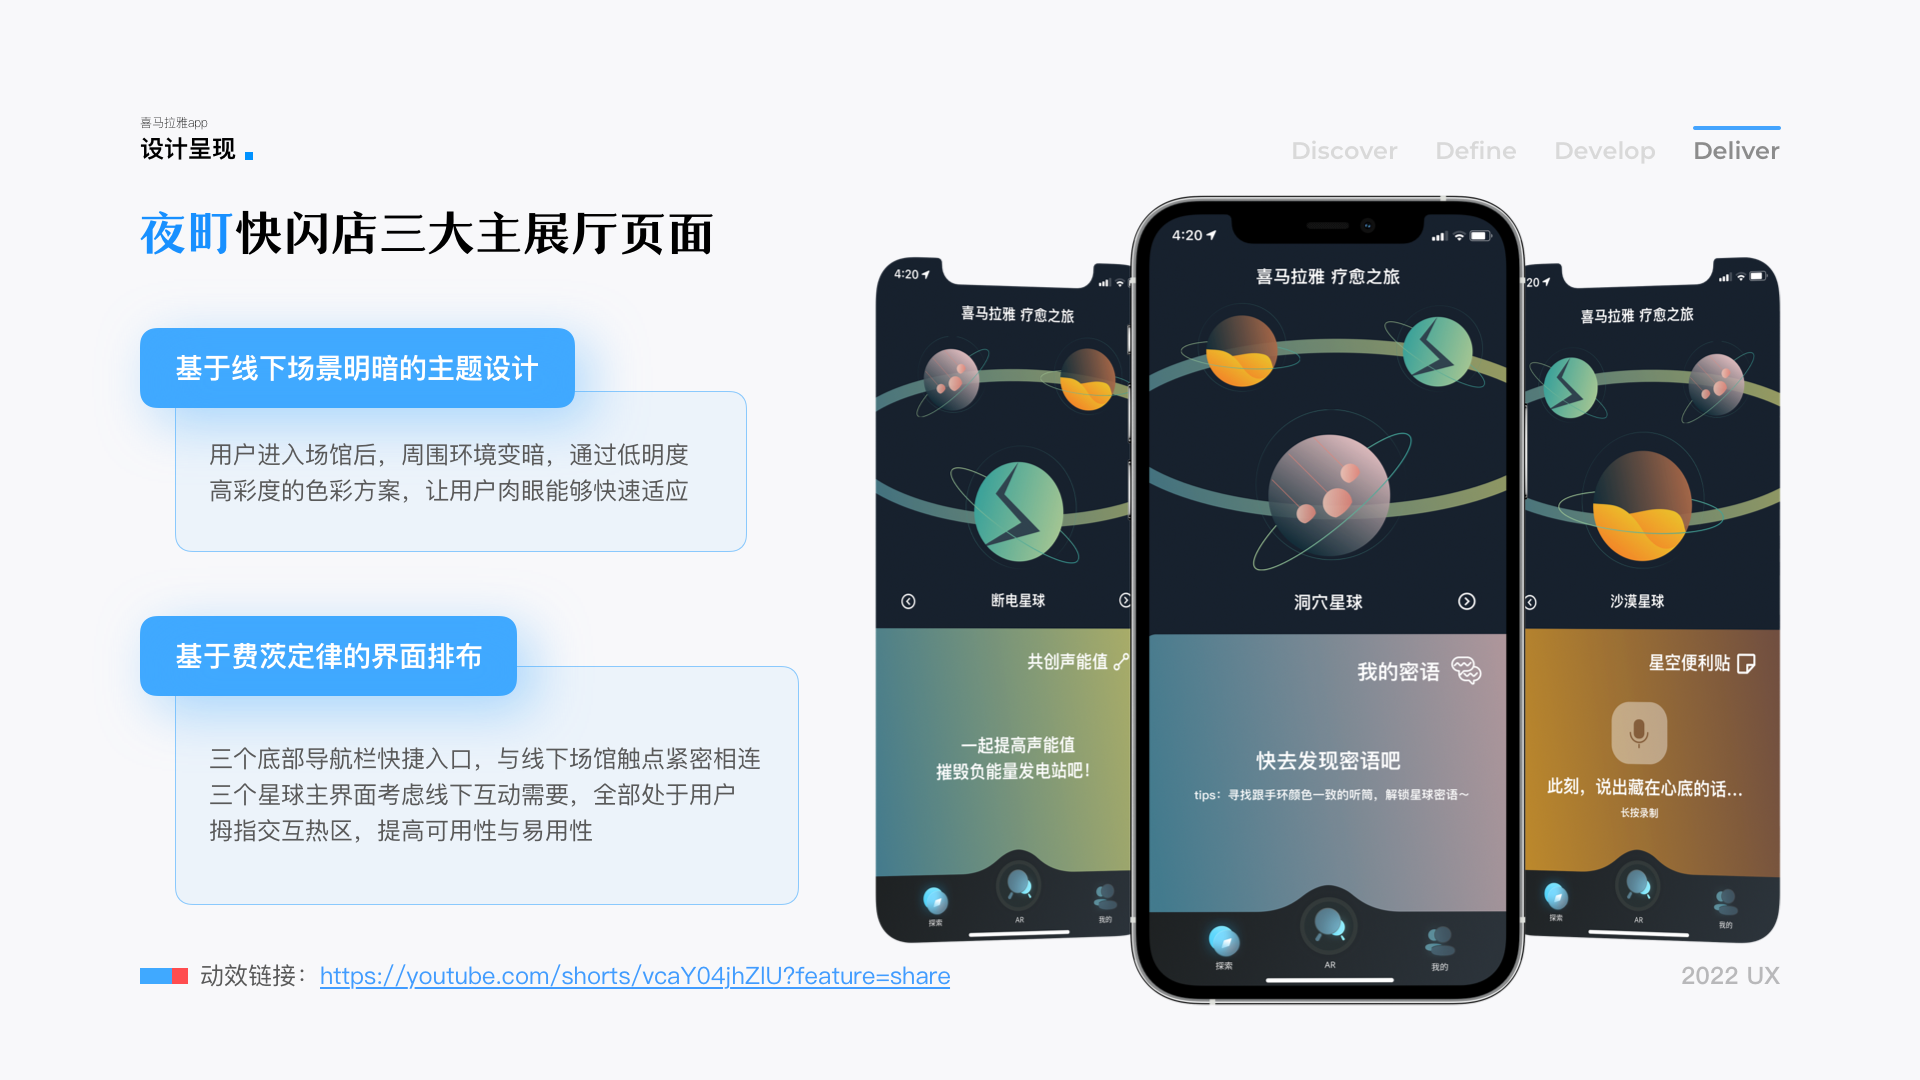 喜马拉雅app
设计呈现
Discover Define Develop Deliver
夜町快闪店三大主展厅页面
基于线下场景明暗的主题设计
用户进入场馆后，周围环境变暗，通过低明度
高彩度的色彩方案，让用户肉眼能够快速适应
基于费茨定律的界面排布
三个底部导航栏快捷入口，与线下场馆触点紧密相连
三个星球主界面考虑线下互动需要，全部处于用户
拇指交互热区，提高可用性与易用性
动效链接：https://youtube.com/shorts/vcaY04jhZlU?feature=share
4:20
喜马拉雅 疗愈之旅
断电星球
共创声能值
一起提高声能值
摧毁负能量发电站吧！
探索
AR
我的
4:20
喜马拉雅 疗愈之旅
洞穴星球
我的密语
快去发现密语吧
tips：寻找跟手环颜色一致的听筒，解锁星球密语～
探索
AR
我的
20
喜马拉雅 疗愈之旅
沙漠星球
星空便利贴
此刻，说出藏在心底的话...
长按录制
探索
AR
我的
2022 UX